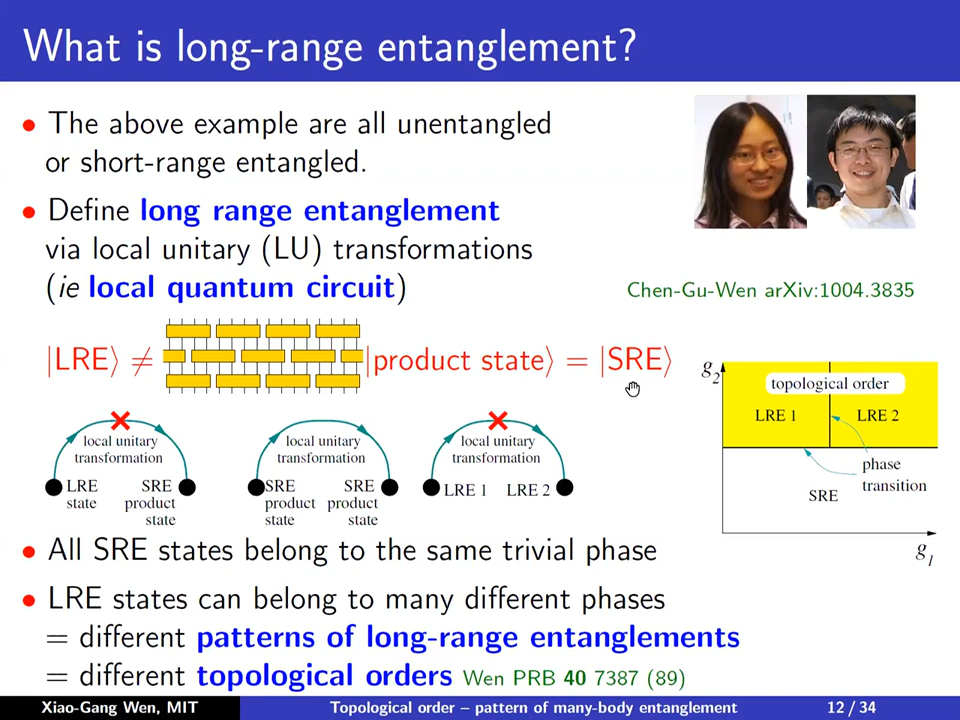 What is long-range entanglement?
• The above example are all unentangled
or short-range entangled.
• Define long range entanglement
via local unitary (LU) transformations
(ie local quantum circuit)
Chen-Gu-Wen arXiv:1004.3835
|LRE⟩ ≠ |product state⟩ = |SRE⟩
local unitary
transformation
LRE
state
SRE
product
state
local unitary
transformation
SRE
product
state
SRE
product
state
local unitary
transformation
LRE 1
LRE 2
g2
topological order
LRE 1
LRE 2
phase
transition
SRE
g1
• All SRE states belong to the same trivial phase
• LRE states can belong to many different phases
= different patterns of long-range entanglements
= different topological orders Wen PRB 40 7387 (89)
Xiao-Gang Wen, MIT
Topological order – pattern of many-body entanglement
12 / 34